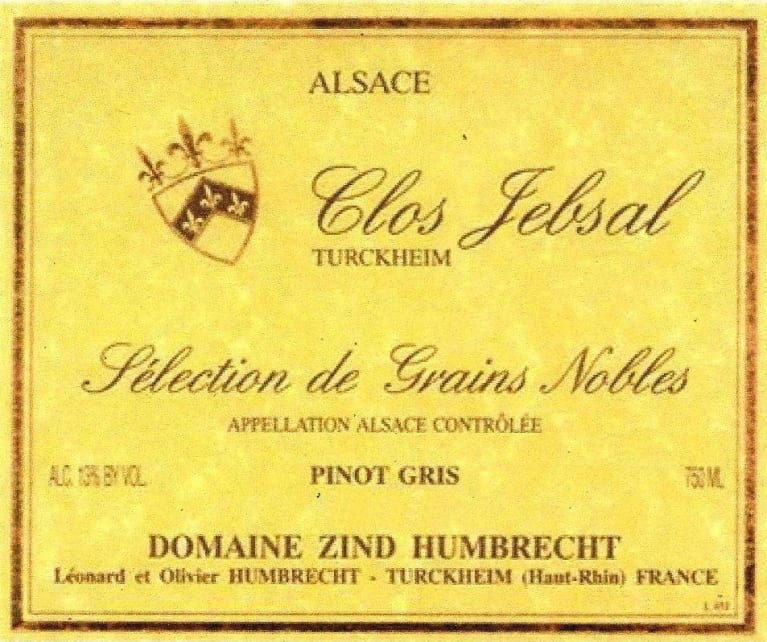 ALSACE
Clos Jebsal
TURCKHEIM
Sélection de Grains Nobles
APPELLATION ALSACE CONTRÔLÉE
ALC. 13% BY VOL. PINOT GRIS 750 ML
DOMAINE ZIND HUMBRECHT
Léonard et Olivier HUMBRECHT - TURCKHEIM (Haut-Rhin) FRANCE